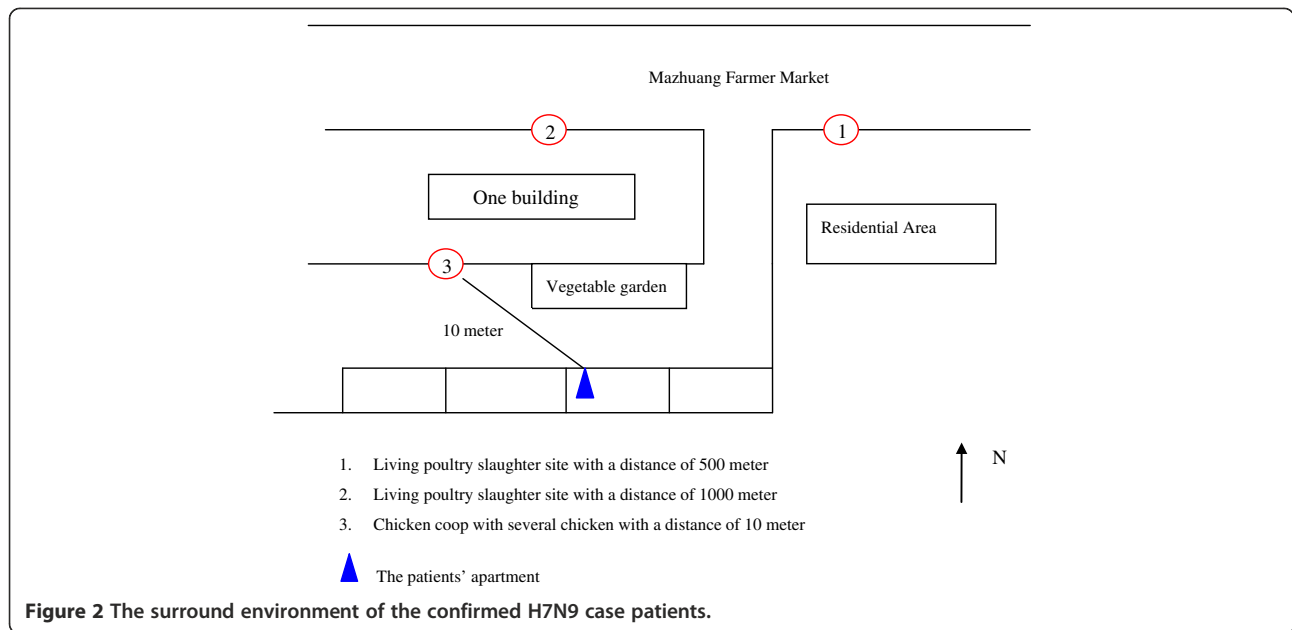 Mazhuang Farmer Market
2
1
One building
Residential Area
3
Vegetable garden
10 meter
1. Living poultry slaughter site with a distance of 500 meter
N
2. Living poultry slaughter site with a distance of 1000 meter
3. Chicken coop with several chicken with a distance of 10 meter
The patients’ apartment
Figure 2 The surround environment of the confirmed H7N9 case patients.